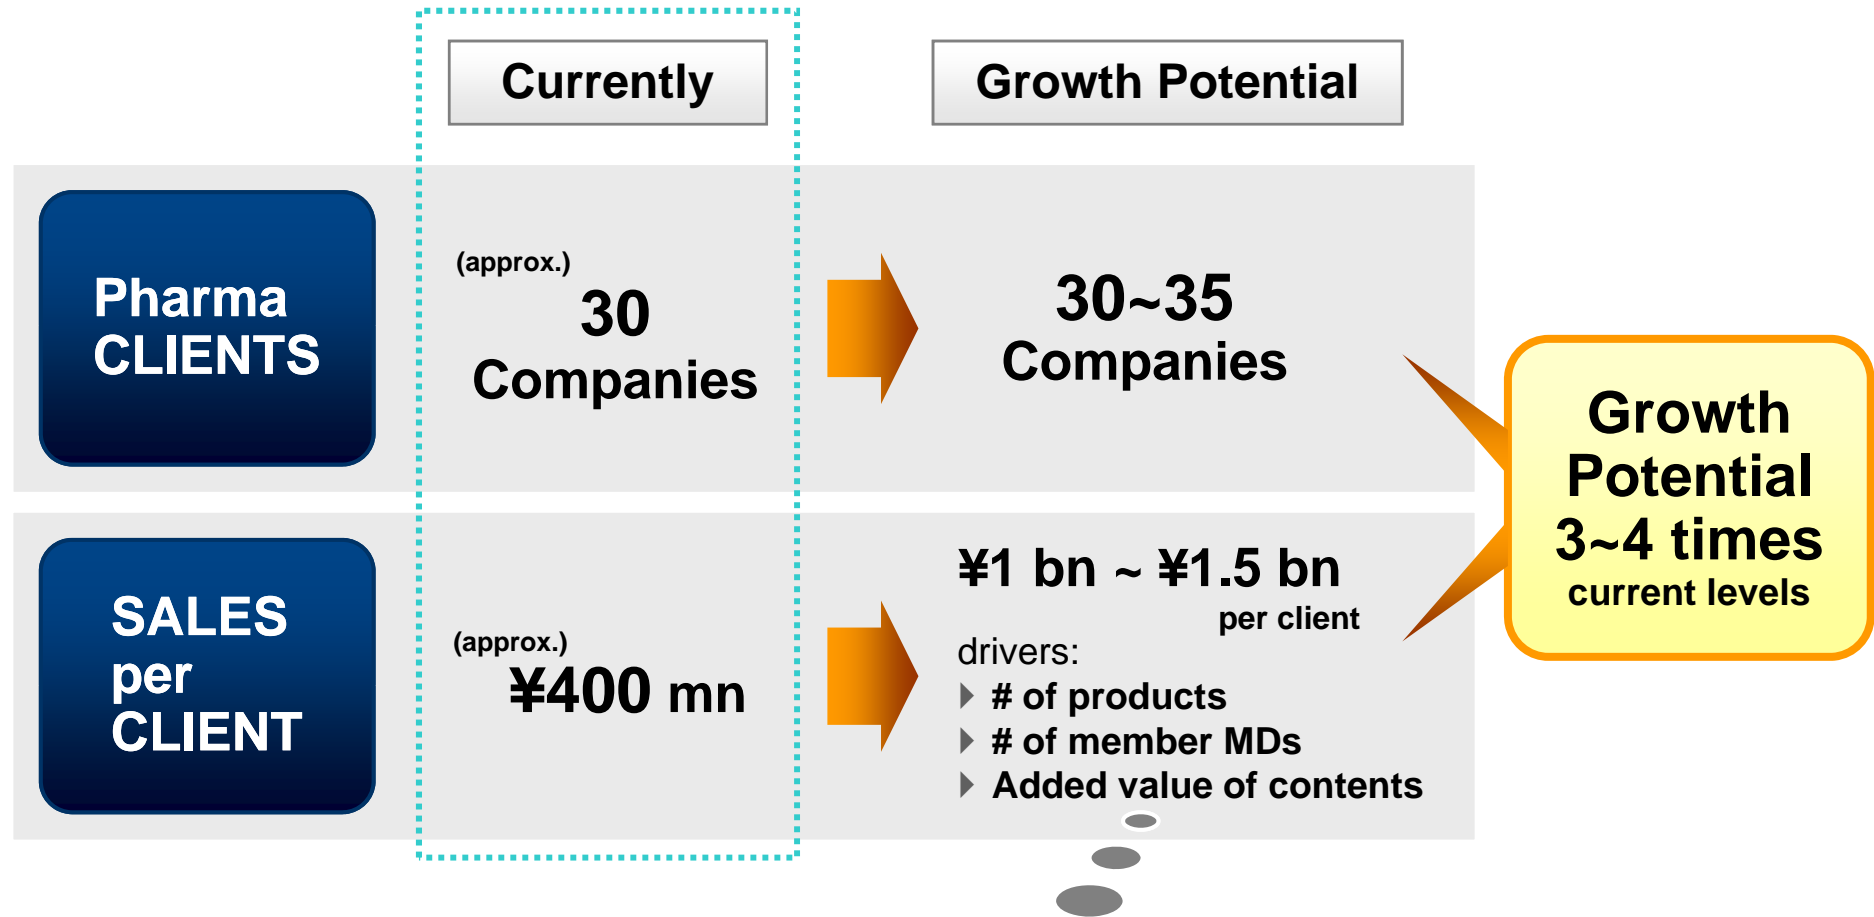 Currently
Growth Potential
Pharma
CLIENTS
(approx.)
30
Companies
30~35
Companies
SALES
per
CLIENT
(approx.)
¥400 mn
¥1 bn ~ ¥1.5 bn
per client
drivers:
# of products
# of member MDs
Added value of contents
Growth
Potential
3~4 times
current levels